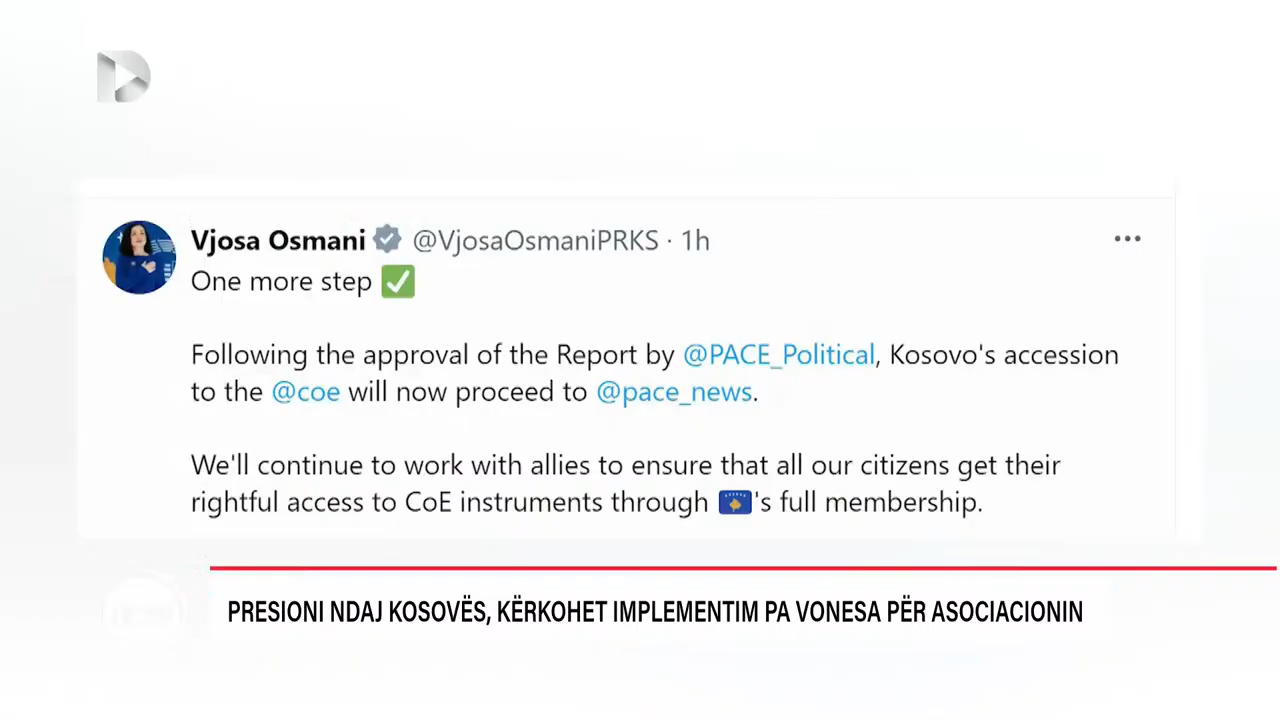 Vjosa Osmani @VjosaOsmaniPRKS · 1h
One more step ✅
Following the approval of the Report by @PACE_Political, Kosovo's accession
to the @coe will now proceed to @pace_news.
We'll continue to work with allies to ensure that all our citizens get their
rightful access to CoE instruments through 🇽🇰's full membership.
PRESIONI NDAJ KOSOVËS, KËRKOHET IMPLEMENTIM PA VONESA PËR ASOCIACIONIN